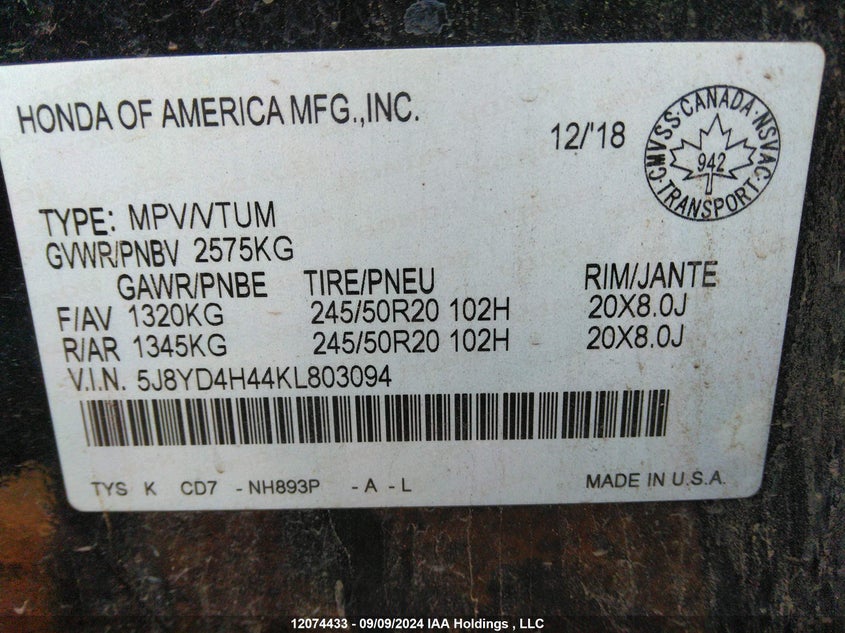 HONDA OF AMERICA MFG.,INC.
12/'18
CMVSS · CANADA · NSVAC · TRANSPORT ·
942
TYPE: MPV/VTUM
GVWR/PNBV 2575KG
GAWR/PNBE TIRE/PNEU RIM/JANTE
F/AV 1320KG 245/50R20 102H 20X8.0J
R/AR 1345KG 245/50R20 102H 20X8.0J
V.I.N. 5J8YD4H44KL803094
TYS K CD7 - NH893P - A - L MADE IN U.S.A.
12074433 - 09/09/2024 IAA Holdings , LLC